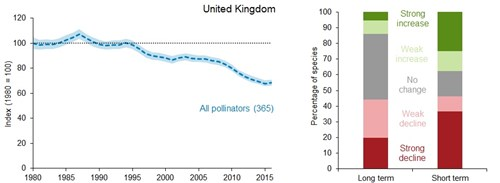 United Kingdom
120
100
80
60
40
20
0
Index (1980 = 100)
All pollinators (365)
1980
1985
1990
1995
2000
2005
2010
2015
100
90
80
70
60
50
40
30
20
10
0
Percentage of species
Strong
increase
Weak
increase
No
change
Weak
decline
Strong
decline
Long term
Short term